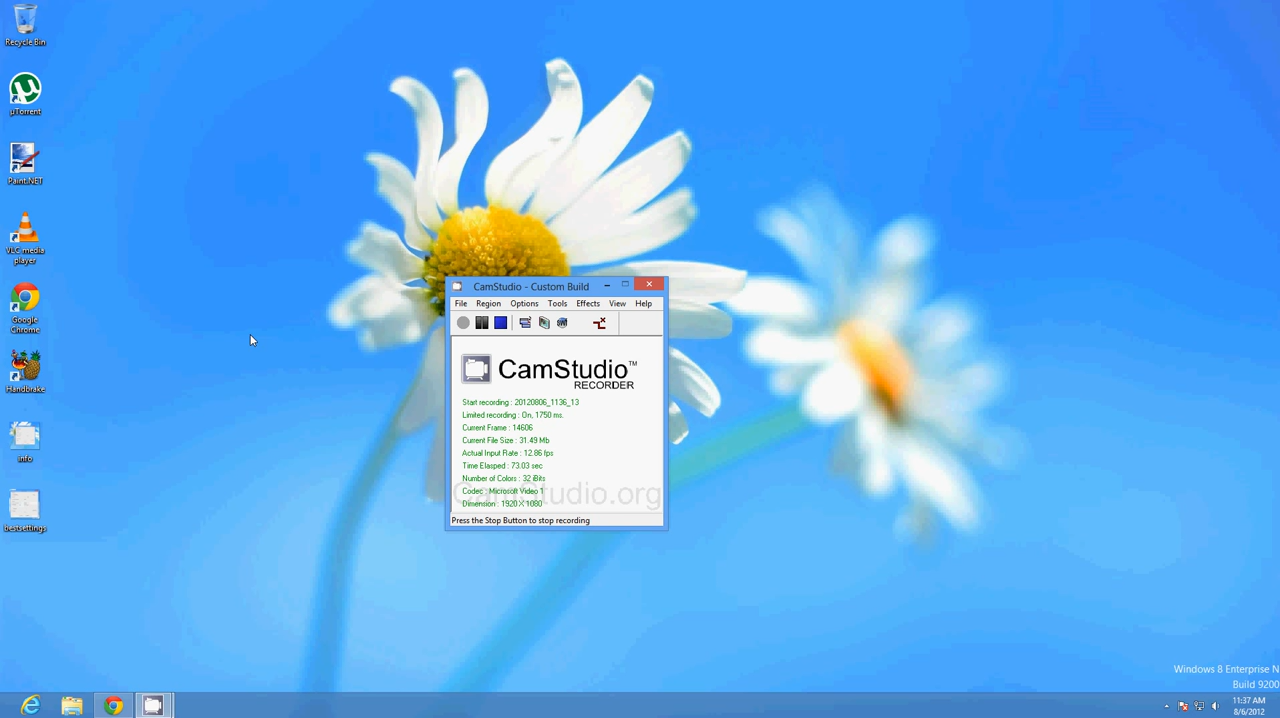 Recycle Bin
µTorrent
Paint.NET
VLC media
player
Google
Chrome
Handbrake
info
bestsettings
CamStudio - Custom Build
File Region Options Tools Effects View Help
CamStudio™
RECORDER
Start recording : 20120806_1136_13
Limited recording : On, 1750 ms.
Current Frame : 14606
Current File Size : 31.49 Mb
Actual Input Rate : 12.86 fps
Time Elasped : 73.03 sec
Number of Colors : 32 iBits
Codec : Microsoft Video 1
CamStudio.org
Dimension : 1920 X 1080
Press the Stop Button to stop recording
Windows 8 Enterprise N
Build 9200
11:37 AM
8/6/2012